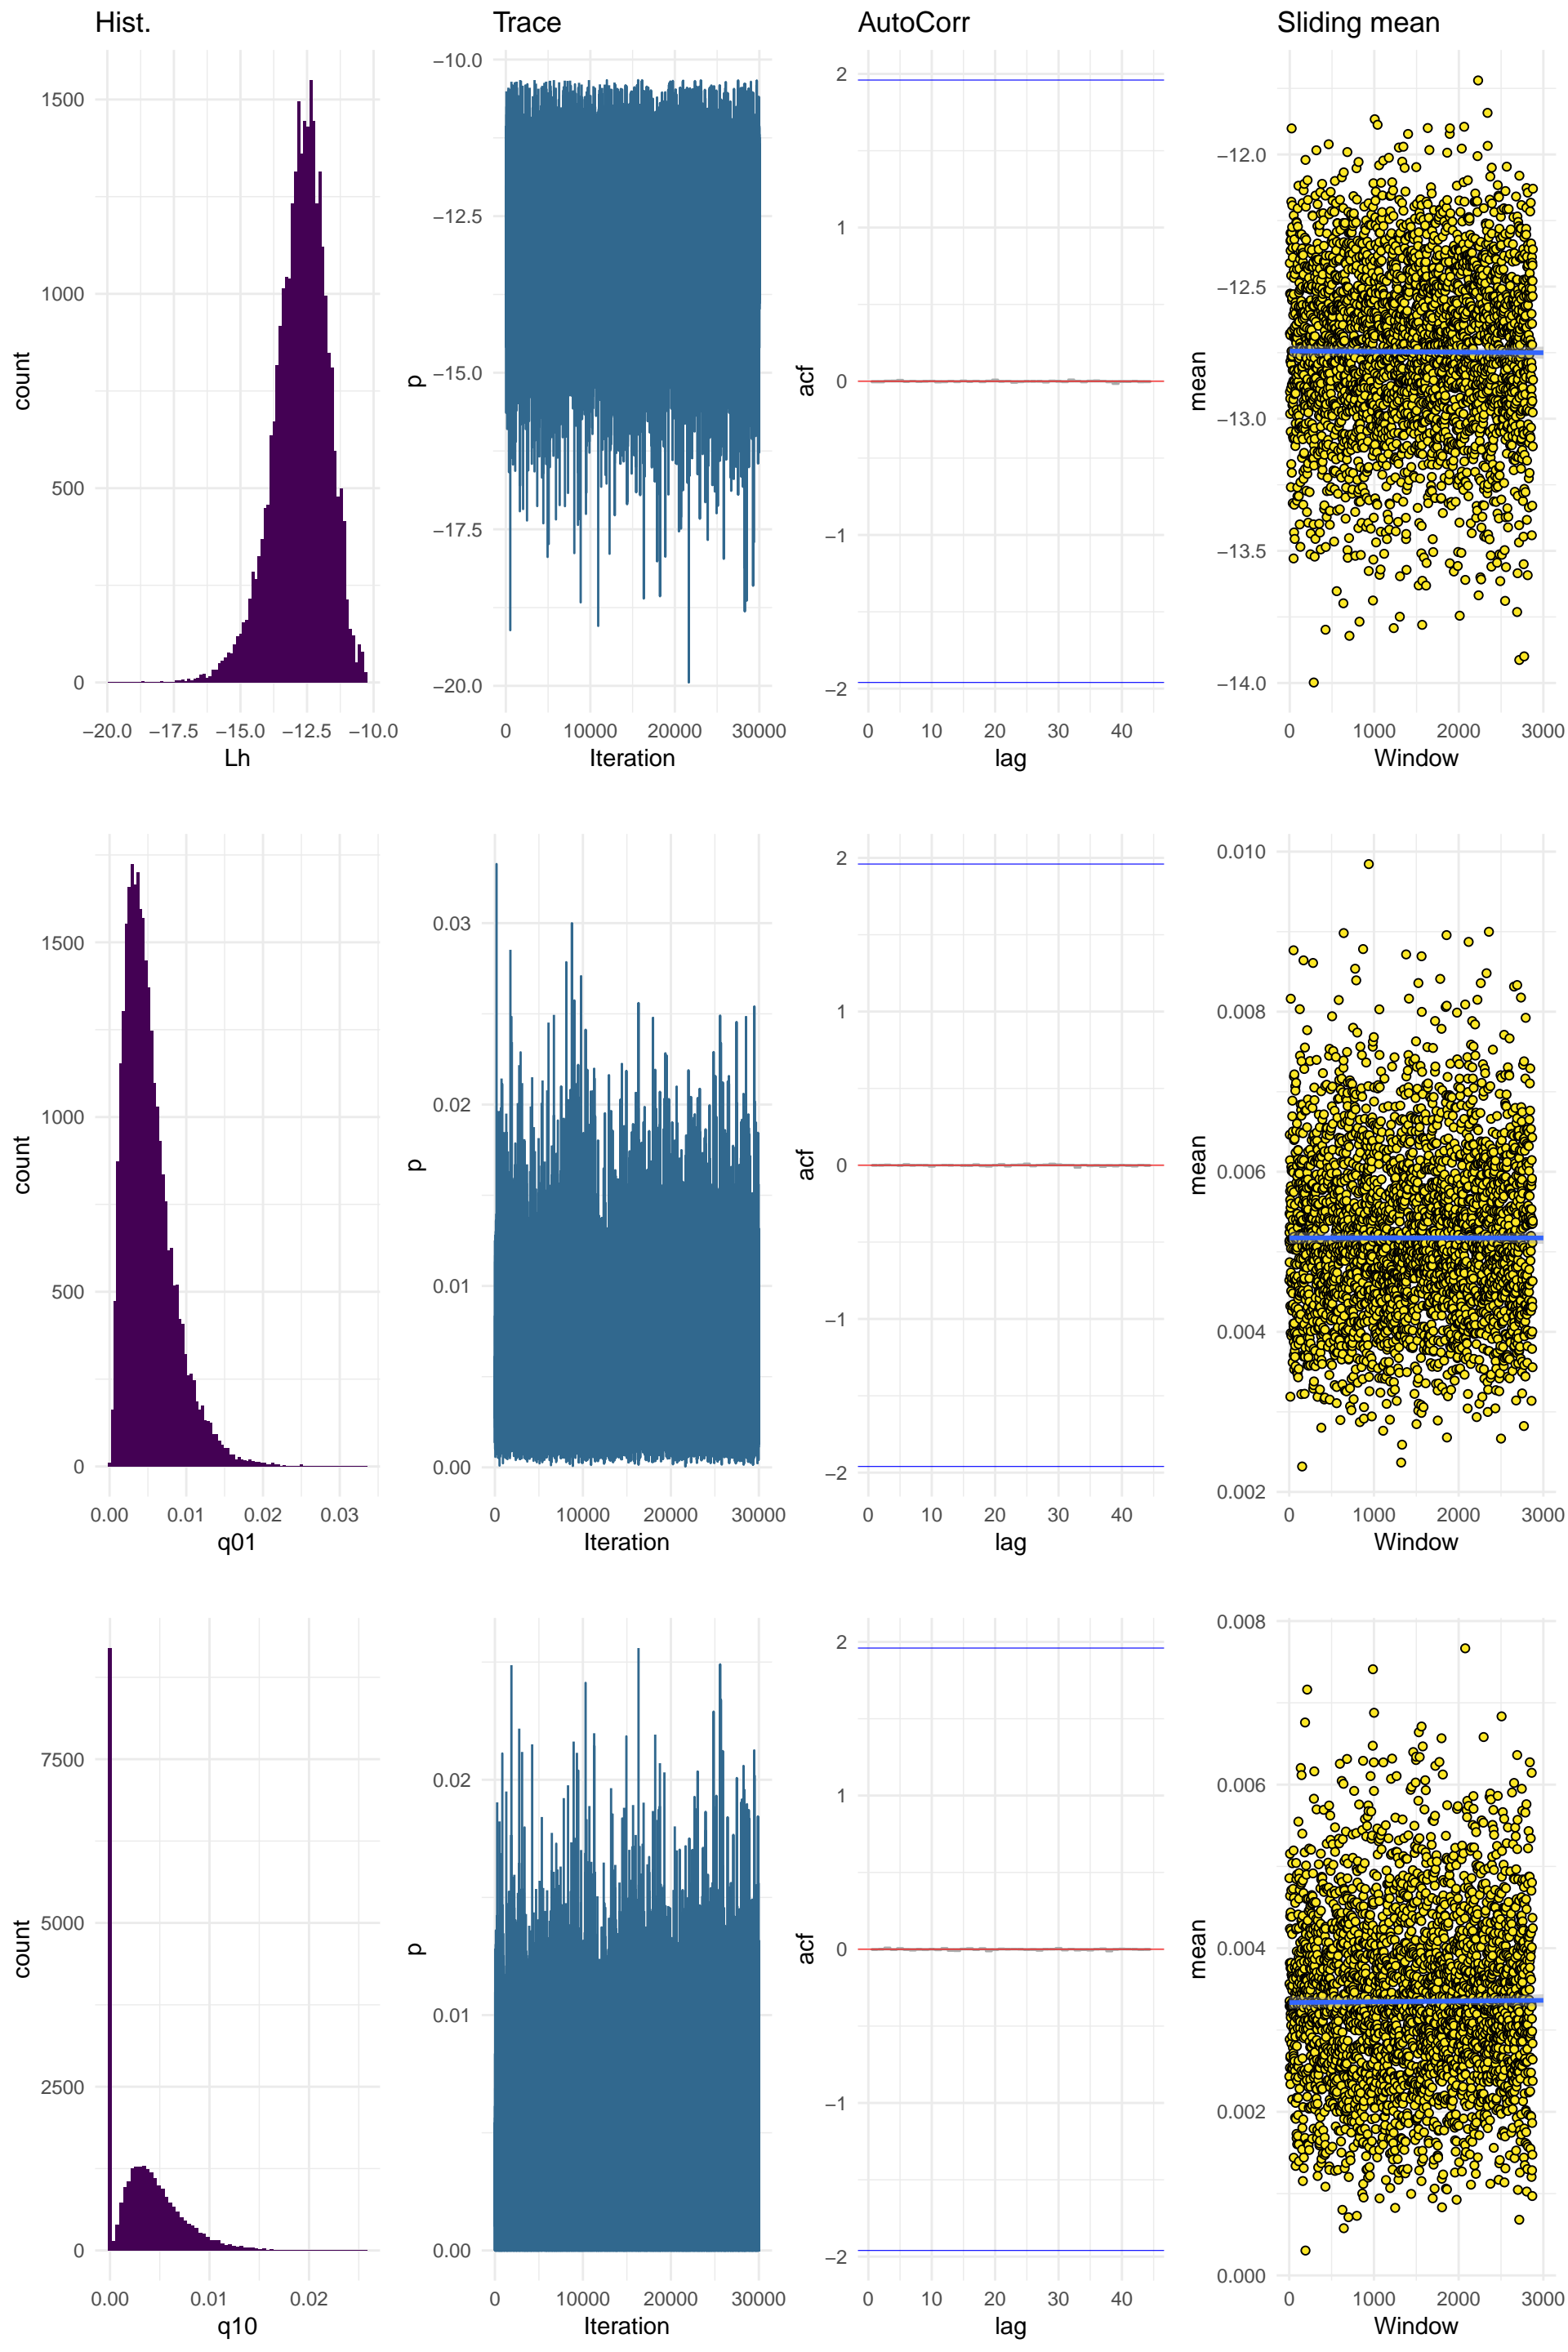 Hist. Trace AutoCorr Sliding mean
1500
1000
500
0
count
−20.0 −17.5 −15.0 −12.5 −10.0
Lh
−10.0
−12.5
−15.0
−17.5
−20.0
p
0 10000 20000 30000
Iteration
2
1
0
−1
−2
acf
0 10 20 30 40
lag
−12.0
−12.5
−13.0
−13.5
−14.0
mean
0 1000 2000 3000
Window
1500
1000
500
0
count
0.00 0.01 0.02 0.03
q01
0.03
0.02
0.01
0.00
p
0 10000 20000 30000
Iteration
2
1
0
−1
−2
acf
0 10 20 30 40
lag
0.010
0.008
0.006
0.004
0.002
mean
0 1000 2000 3000
Window
7500
5000
2500
0
count
0.00 0.01 0.02
q10
0.02
0.01
0.00
p
0 10000 20000 30000
Iteration
2
1
0
−1
−2
acf
0 10 20 30 40
lag
0.008
0.006
0.004
0.002
0.000
mean
0 1000 2000 3000
Window